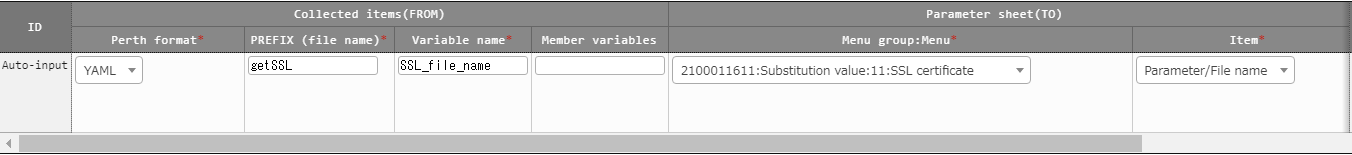 ID
Collected items(FROM)
Parameter sheet(TO)
Perth format*
PREFIX (file name)*
Variable name*
Member variables
Menu group:Menu*
Item*
Auto-input
YAML
getSSL
SSL_file_name
2100011611:Substitution value:11:SSL certificate
Parameter/File name